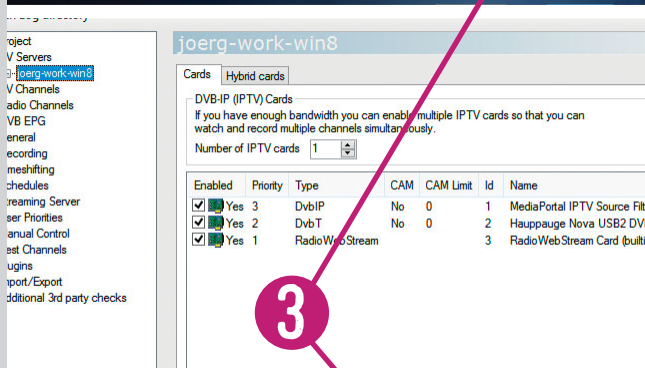 roject
V Servers
joerg-work-win8
V Channels
adio Channels
VB EPG
eneral
ecording
meshifting
chedules
treaming Server
ser Priorities
anual Control
est Channels
lugins
mport/Export
dditional 3rd party checks
joerg-work-win8
Cards Hybrid cards
DVB-IP (IPTV) Cards
If you have enough bandwidth you can enable multiple IPTV cards so that you can
watch and record multiple channels simultaneously.
Number of IPTV cards 1
Enabled Priority Type CAM CAM Limit Id Name
Yes 3 DvbIP No 0 1 MediaPortal IPTV Source Filt
Yes 2 DvbT No 0 2 Hauppauge Nova USB2 DV
Yes 1 RadioWebStream 3 RadioWebStream Card (builti
3